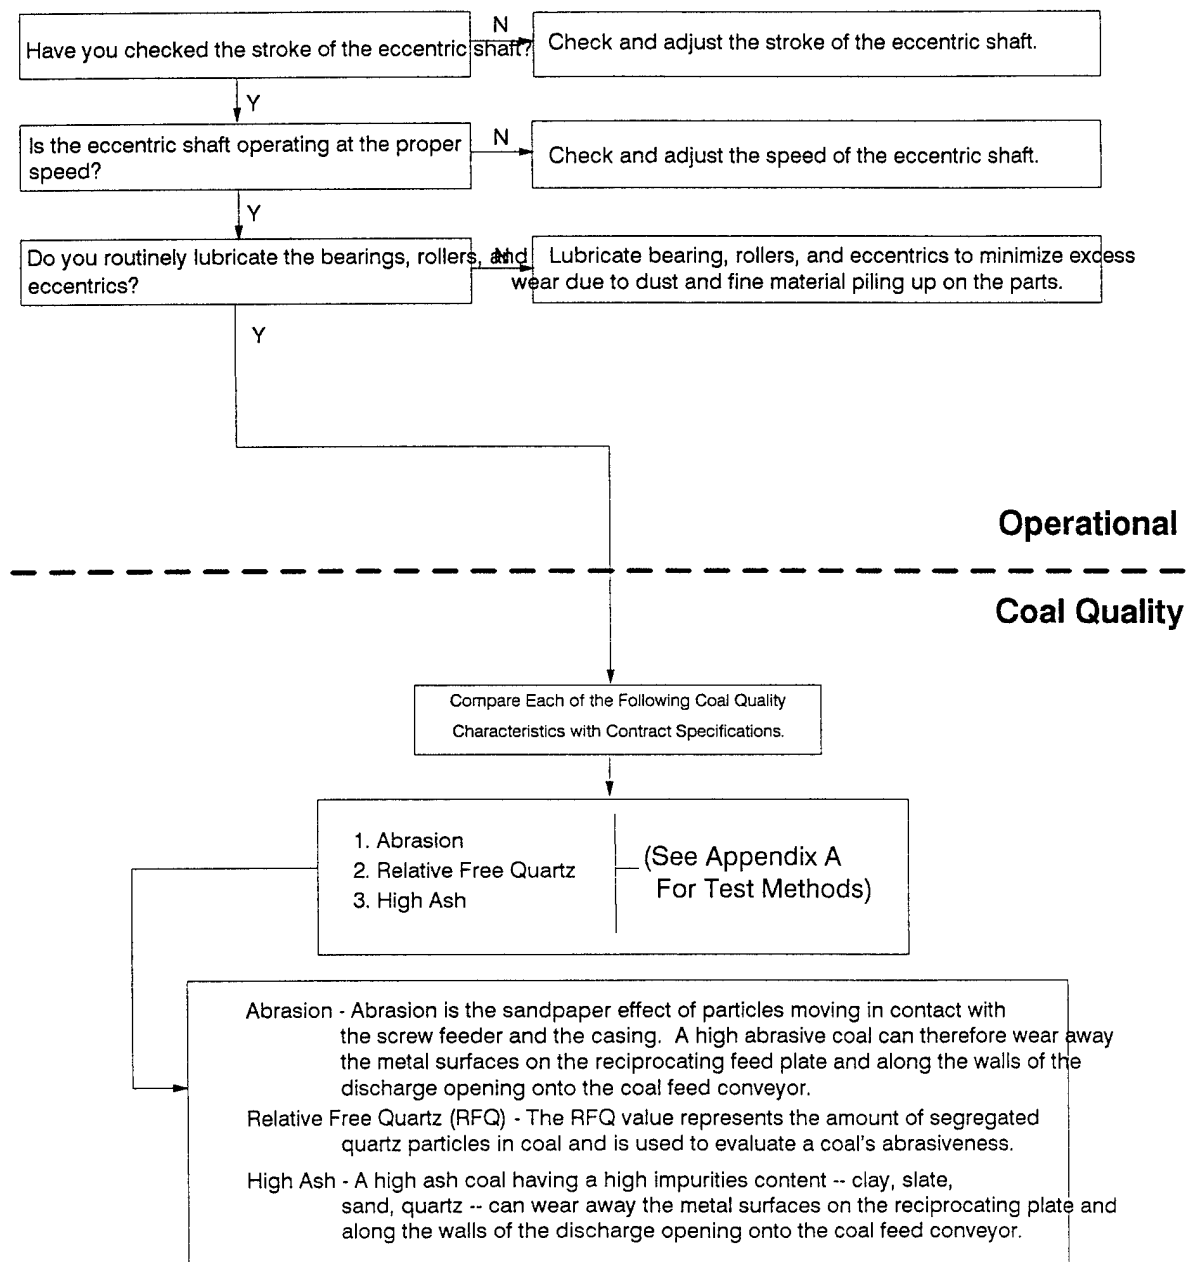 N
Have you checked the stroke of the eccentric shaft?
Check and adjust the stroke of the eccentric shaft.
Y
Is the eccentric shaft operating at the proper
speed?
N
Check and adjust the speed of the eccentric shaft.
Y
Do you routinely lubricate the bearings, rollers, and
eccentrics?
N
Lubricate bearing, rollers, and eccentrics to minimize excess
wear due to dust and fine material piling up on the parts.
Y
Operational
Coal Quality
Compare Each of the Following Coal Quality
Characteristics with Contract Specifications.
1. Abrasion
2. Relative Free Quartz
3. High Ash
(See Appendix A
For Test Methods)
Abrasion - Abrasion is the sandpaper effect of particles moving in contact with
the screw feeder and the casing. A high abrasive coal can therefore wear away
the metal surfaces on the reciprocating feed plate and along the walls of the
discharge opening onto the coal feed conveyor.
Relative Free Quartz (RFQ) - The RFQ value represents the amount of segregated
quartz particles in coal and is used to evaluate a coal's abrasiveness.
High Ash - A high ash coal having a high impurities content -- clay, slate,
sand, quartz -- can wear away the metal surfaces on the reciprocating plate and
along the walls of the discharge opening onto the coal feed conveyor.